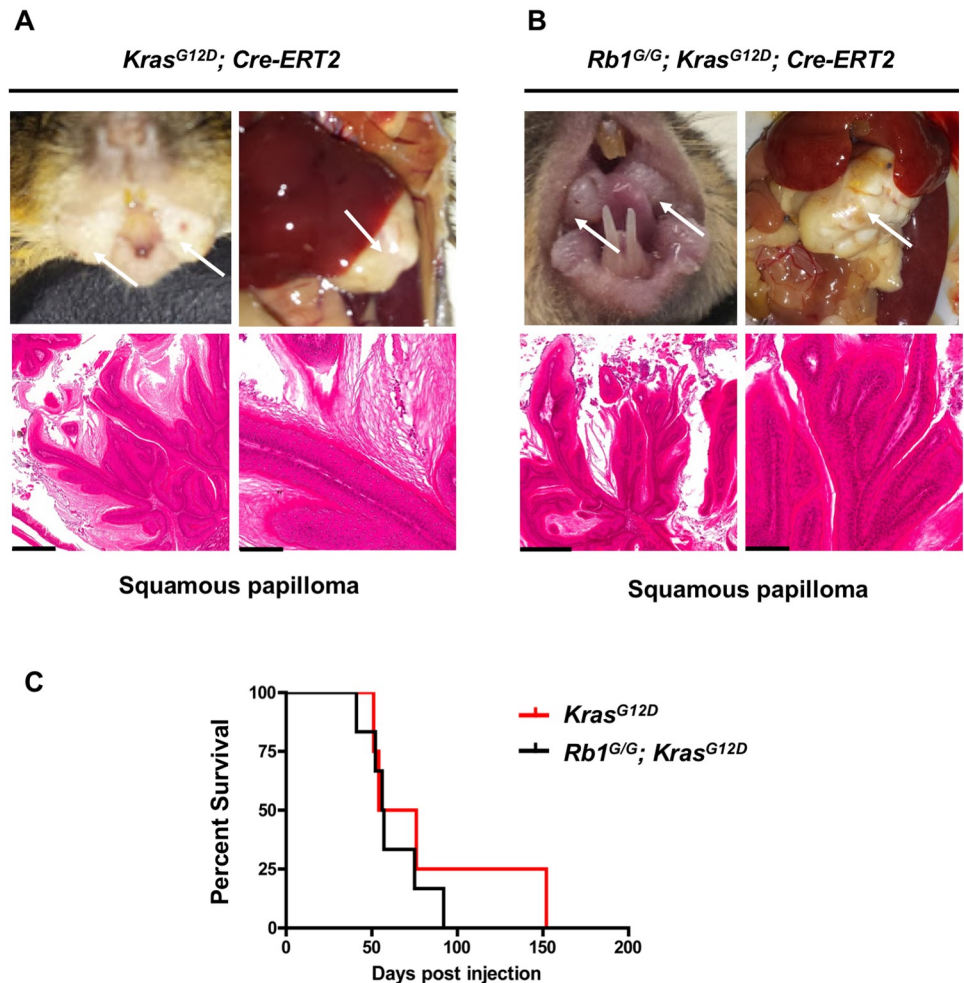 A
Kras^G12D; Cre-ERT2
Squamous papilloma
B
Rb1^G/G; Kras^G12D; Cre-ERT2
Squamous papilloma
C
Percent Survival
100
75
50
25
0
0 50 100 150 200
Days post injection
Kras^G12D
Rb1^G/G; Kras^G12D